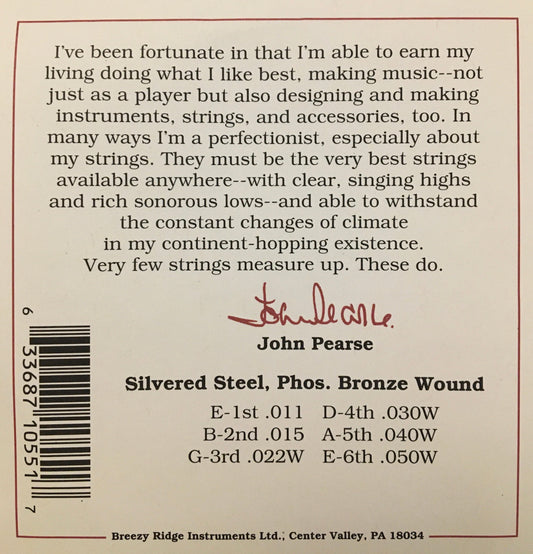 I've been fortunate in that I'm able to earn my
living doing what I like best, making music--not
just as a player but also designing and making
instruments, strings, and accessories, too. In
many ways I'm a perfectionist, especially about
my strings. They must be the very best strings
available anywhere--with clear, singing highs
and rich sonorous lows--and able to withstand
the constant changes of climate
in my continent-hopping existence.
Very few strings measure up. These do.
John Pearse.
John Pearse
Silvered Steel, Phos. Bronze Wound
E-1st .011 D-4th .030W
B-2nd .015 A-5th .040W
G-3rd .022W E-6th .050W
6 33687 10551 7
Breezy Ridge Instruments Ltd., Center Valley, PA 18034